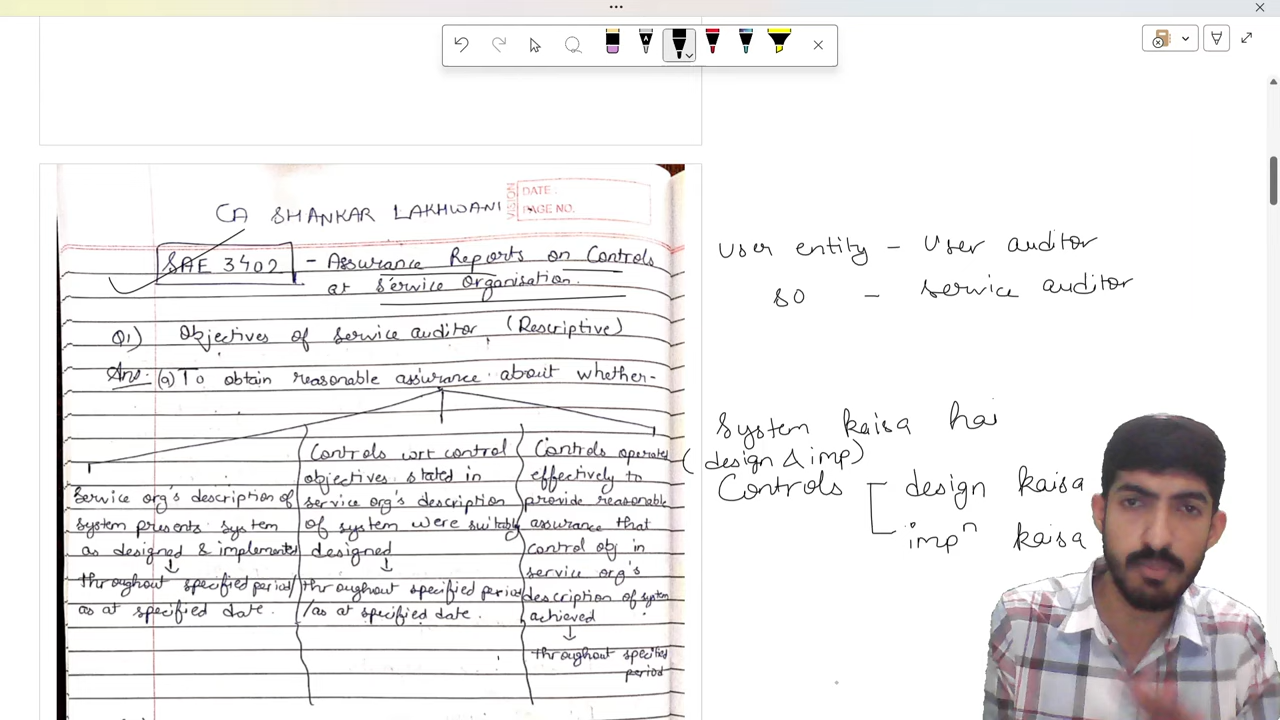 CA SHANKAR LAKHWANI
VISION
DATE :
PAGE NO.
SAE 3402 - Assurance Reports on Controls
at Service Organisation.
Q1) Objectives of service auditor (Rescriptive)
Ans: (a) To obtain reasonable assurance about whether-
Service org's description of
system presents system
as designed & implemented
↓
throughout specified period/
as at specified date.
Controls wrt control
objectives stated in
service org's description
of system were suitably
designed
↓
throughout specified period
/as at specified date.
Controls operated
effectively to
provide reasonable
assurance that
control obj in
service org's
description of system
achieved
↓
throughout specified
period
User entity - User auditor
SO - service auditor
System kaisa hai
(design & imp)
Controls design kaisa
impn kaisa